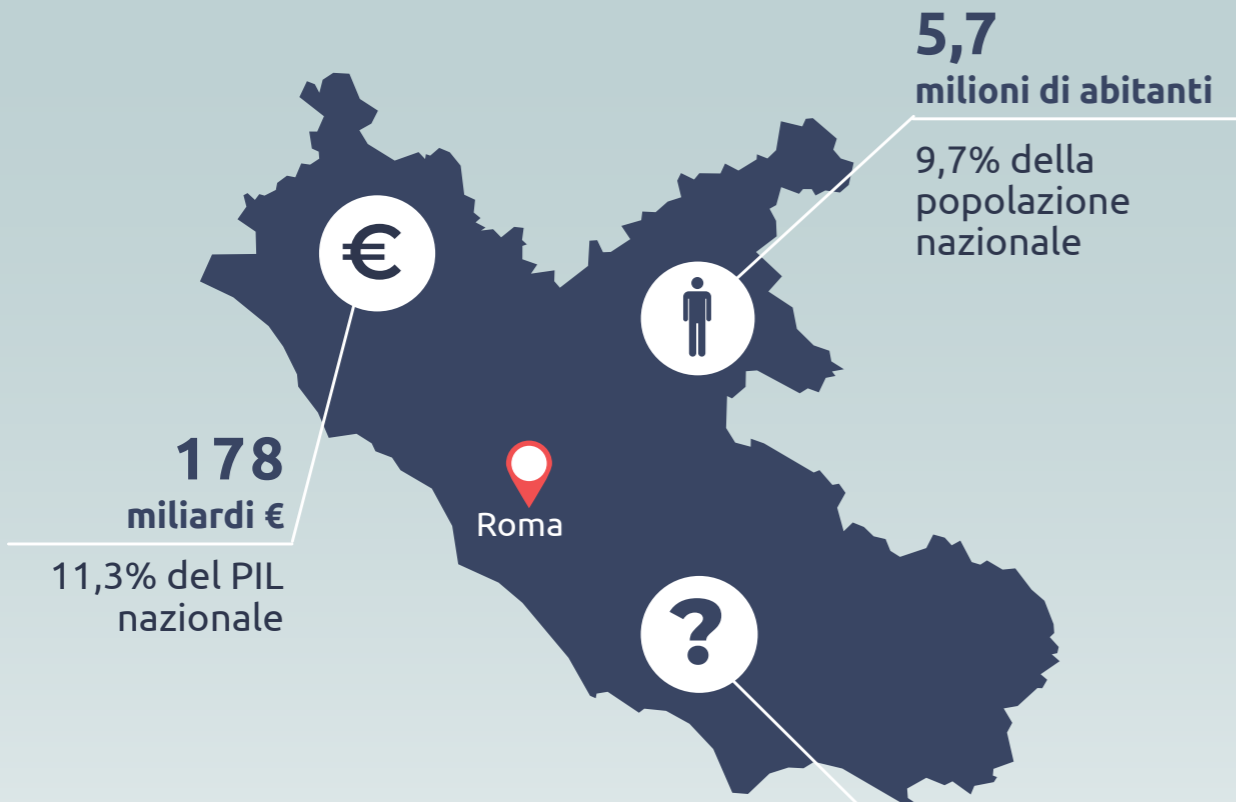 5,7
milioni di abitanti
9,7% della
popolazione
nazionale
€
178
miliardi €
11,3% del PIL
nazionale
Roma
?